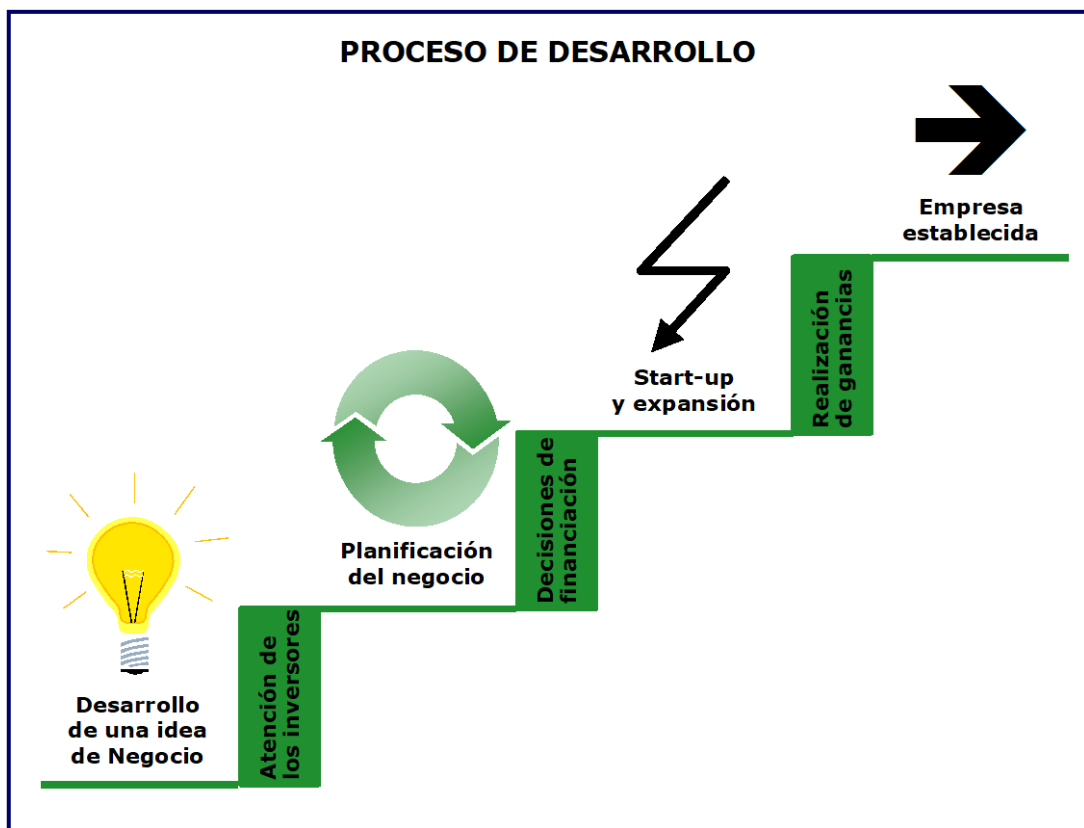 PROCESO DE DESARROLLO
Desarrollo
de una idea
de Negocio
Atención de
los inversores
Planificación
del negocio
Decisiones de
financiación
Start-up
y expansión
Realización
de ganancias
Empresa
establecida